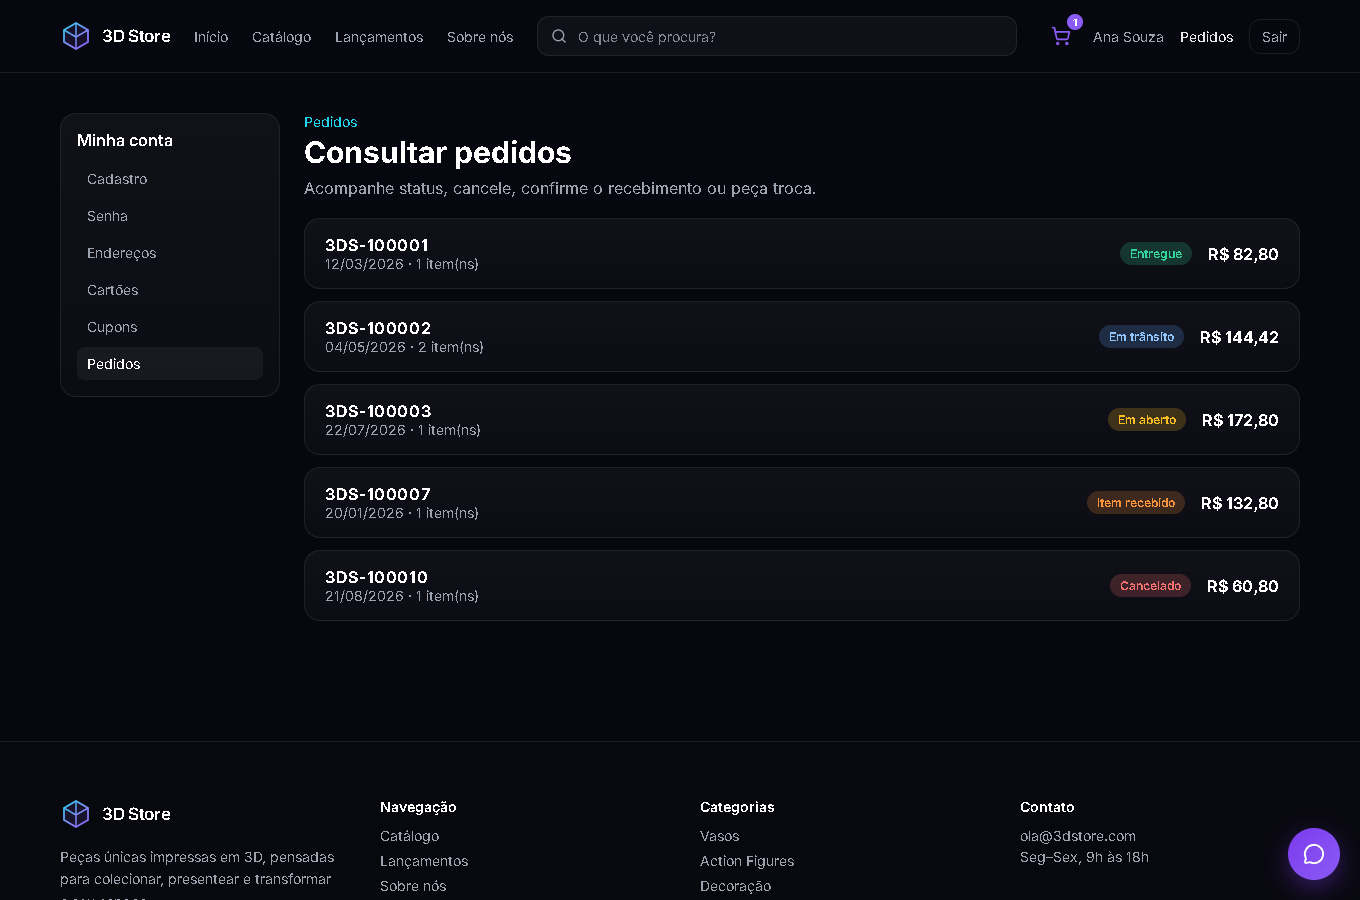 3D Store
Início
Catálogo
Lançamentos
Sobre nós
O que você procura?
1
Ana Souza
Pedidos
Sair
Minha conta
Cadastro
Senha
Endereços
Cartões
Cupons
Pedidos
Pedidos
Consultar pedidos
Acompanhe status, cancele, confirme o recebimento ou peça troca.
3DS-100001
12/03/2026 · 1 item(ns)
Entregue
R$ 82,80
3DS-100002
04/05/2026 · 2 item(ns)
Em trânsito
R$ 144,42
3DS-100003
22/07/2026 · 1 item(ns)
Em aberto
R$ 172,80
3DS-100007
20/01/2026 · 1 item(ns)
Item recebido
R$ 132,80
3DS-100010
21/08/2026 · 1 item(ns)
Cancelado
R$ 60,80
3D Store
Peças únicas impressas em 3D, pensadas
para colecionar, presentear e transformar
Navegação
Catálogo
Lançamentos
Sobre nós
Categorias
Vasos
Action Figures
Decoração
Contato
ola@3dstore.com
Seg–Sex, 9h às 18h